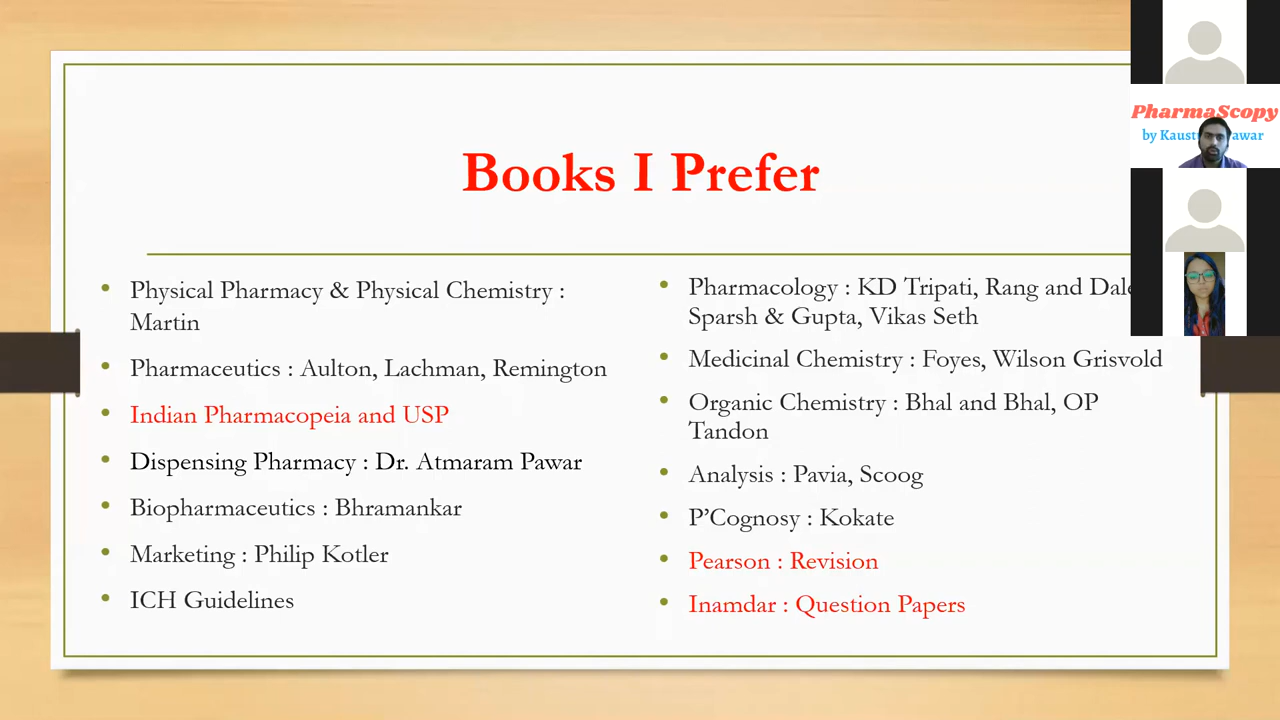 Books I Prefer
Physical Pharmacy & Physical Chemistry :
Martin
Pharmaceutics : Aulton, Lachman, Remington
Indian Pharmacopeia and USP
Dispensing Pharmacy : Dr. Atmaram Pawar
Biopharmaceutics : Bhramankar
Marketing : Philip Kotler
ICH Guidelines
Pharmacology : KD Tripati, Rang and Dale
Sparsh & Gupta, Vikas Seth
Medicinal Chemistry : Foyes, Wilson Grisvold
Organic Chemistry : Bhal and Bhal, OP
Tandon
Analysis : Pavia, Scoog
P’Cognosy : Kokate
Pearson : Revision
Inamdar : Question Papers
PharmaScopy
by